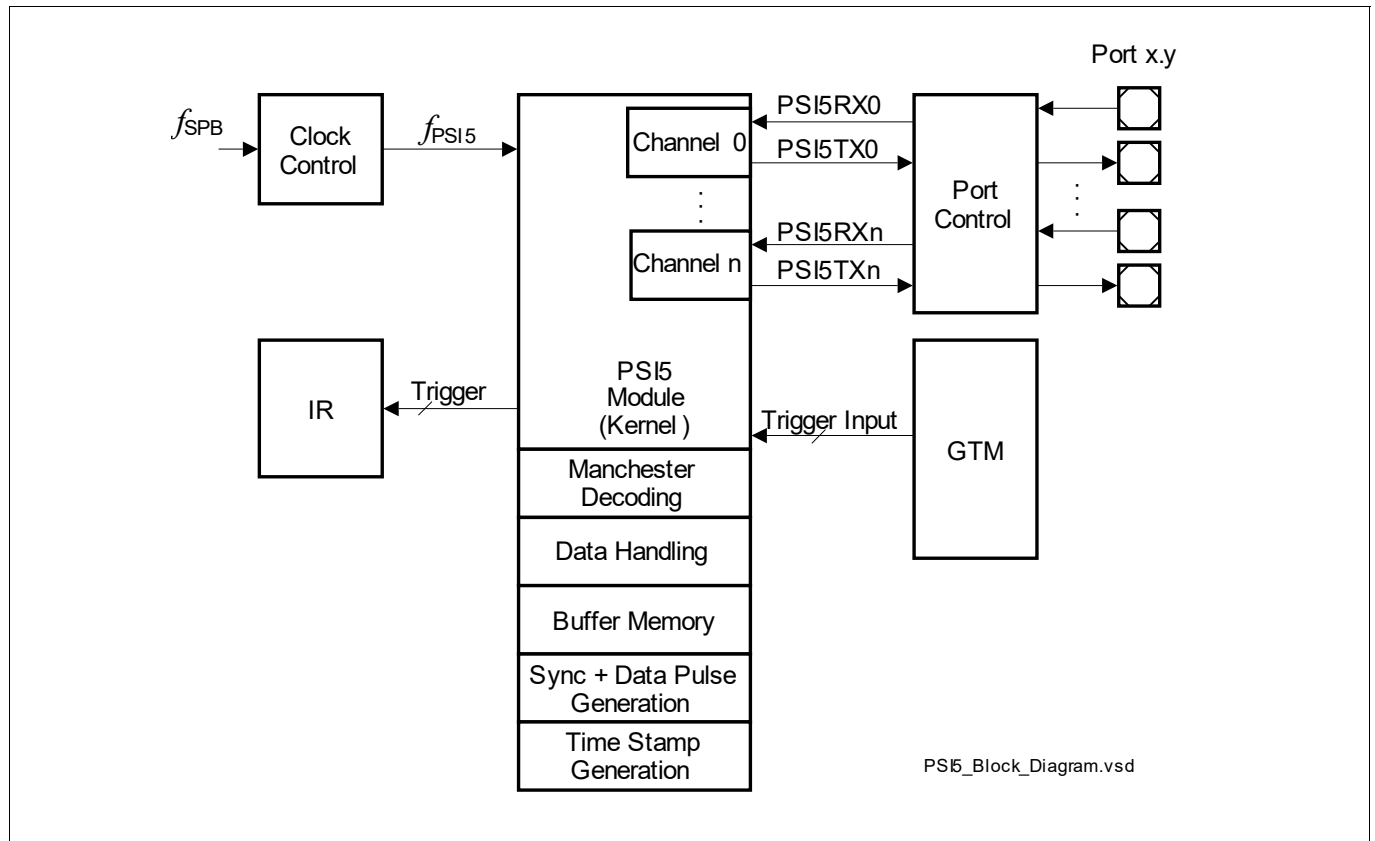 Port x.y
fSPB
Clock
Control
fPSI5
Channel 0
PSI5RX0
PSI5TX0
Port
Control
Channel n
PSI5RXn
PSI5TXn
IR
Trigger
PSI5
Module
(Kernel)
Trigger Input
GTM
Manchester
Decoding
Data Handling
Buffer Memory
Sync + Data Pulse
Generation
Time Stamp
Generation
PSI5_Block_Diagram.vsd